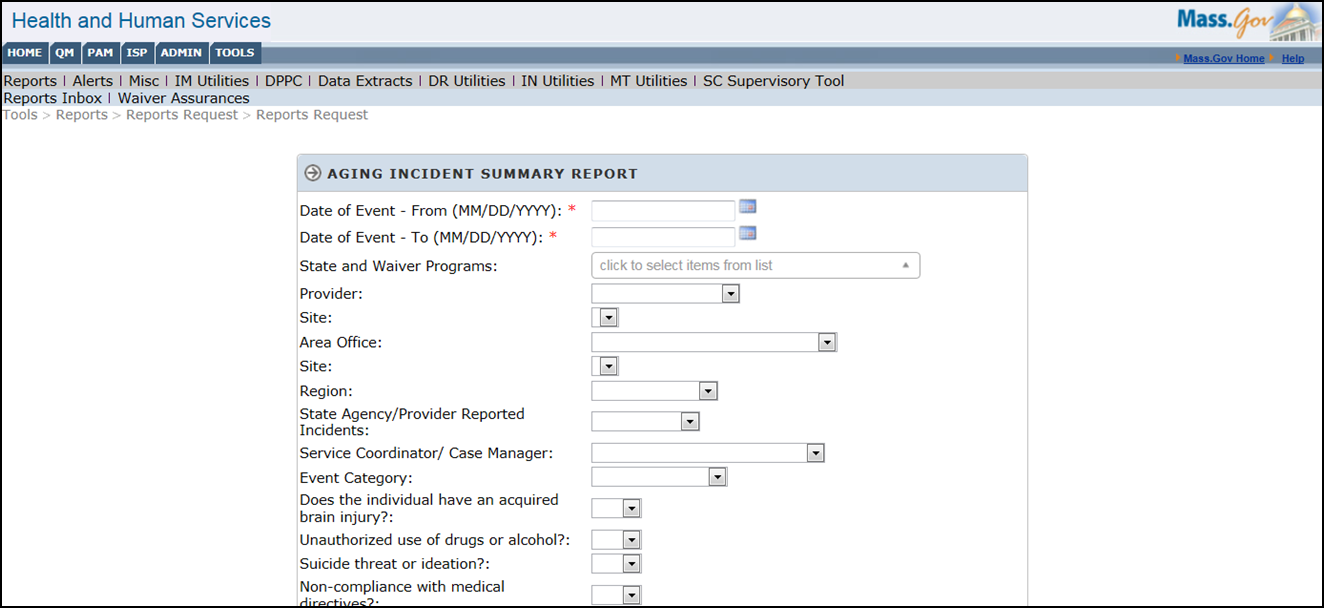 Health and Human Services
Mass.Gov
HOME QM PAM ISP ADMIN TOOLS
Mass.Gov Home Help
Reports | Alerts | Misc | IM Utilities | DPPC | Data Extracts | DR Utilities | IN Utilities | MT Utilities | SC Supervisory Tool
Reports Inbox | Waiver Assurances
Tools > Reports > Reports Request > Reports Request
AGING INCIDENT SUMMARY REPORT
Date of Event - From (MM/DD/YYYY): *
Date of Event - To (MM/DD/YYYY): *
State and Waiver Programs: click to select items from list
Provider:
Site:
Area Office:
Site:
Region:
State Agency/Provider Reported
Incidents:
Service Coordinator/ Case Manager:
Event Category:
Does the individual have an acquired
brain injury?:
Unauthorized use of drugs or alcohol?:
Suicide threat or ideation?:
Non-compliance with medical
directives?: